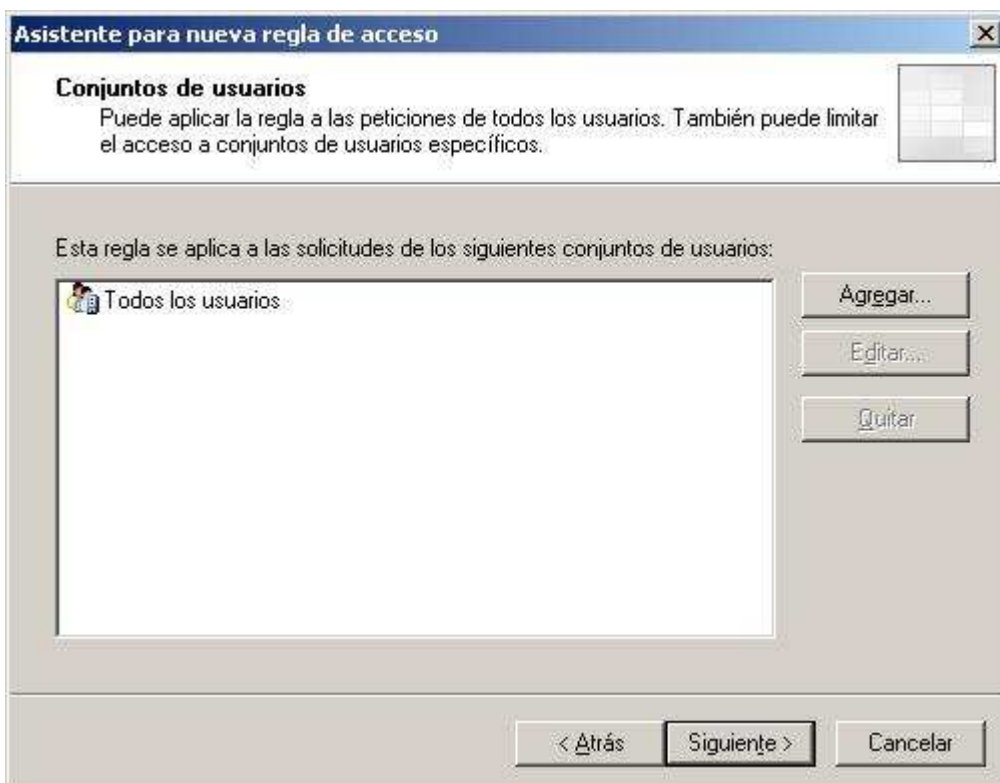 Asistente para nueva regla de acceso
Conjuntos de usuarios
Puede aplicar la regla a las peticiones de todos los usuarios. También puede limitar
el acceso a conjuntos de usuarios específicos.
Esta regla se aplica a las solicitudes de los siguientes conjuntos de usuarios:
Todos los usuarios
Agregar...
Editar...
Quitar
< Atrás
Siguiente >
Cancelar